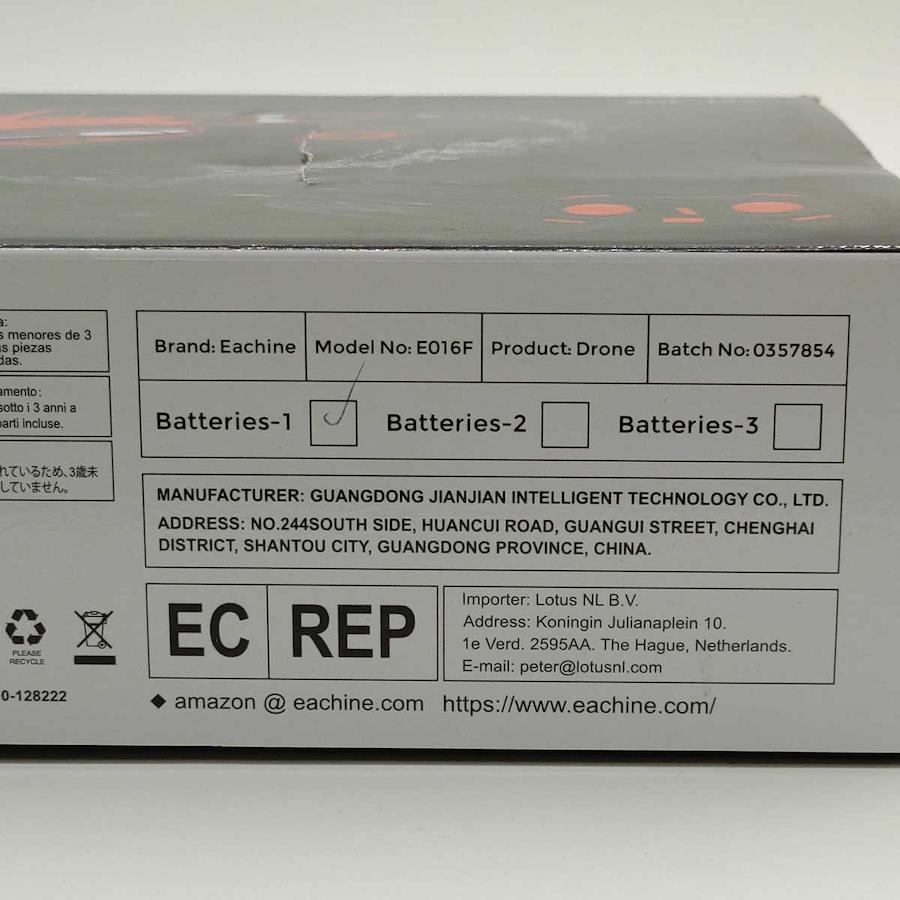 a:
s menores de 3
as piezas
das.
amento:
sotto i 3 anni a
parti incluse.
れているため、3歳未
していません。
Brand: Eachine
Model No: E016F
Product: Drone
Batch No: 0357854
Batteries-1
Batteries-2
Batteries-3
MANUFACTURER: GUANGDONG JIANJIAN INTELLIGENT TECHNOLOGY CO., LTD.
ADDRESS: NO.244SOUTH SIDE, HUANCUI ROAD, GUANGUI STREET, CHENGHAI
DISTRICT, SHANTOU CITY, GUANGDONG PROVINCE, CHINA.
PLEASE
RECYCLE
0-128222
EC REP
Importer: Lotus NL B.V.
Address: Koningin Julianaplein 10.
1e Verd. 2595AA. The Hague, Netherlands.
E-mail: peter@lotusnl.com
◆ amazon @ eachine.com https://www.eachine.com/